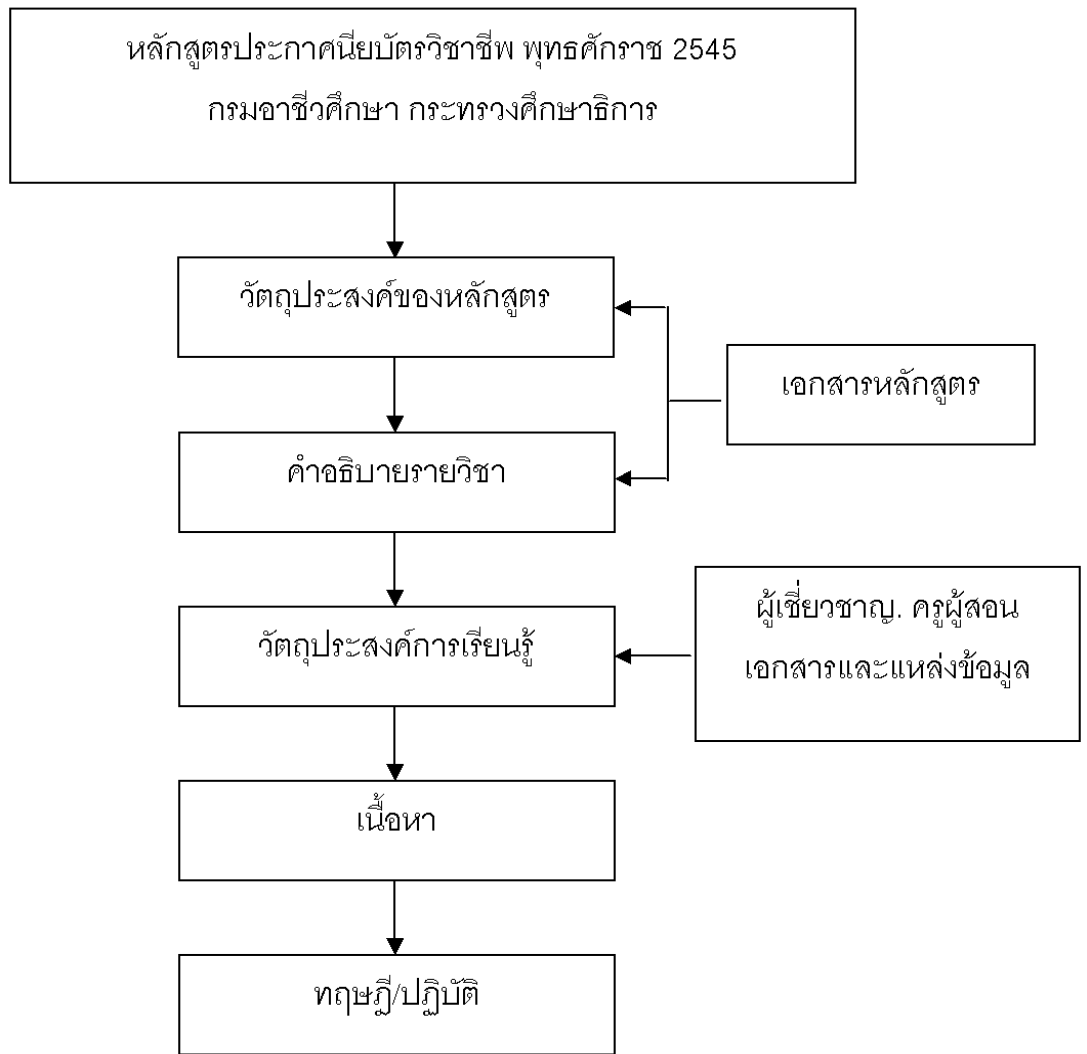 หลักสูตรประกาศนียบัตรวิชาชีพ พุทธศักราช 2545
กรมอาชีวศึกษา กระทรวงศึกษาธิการ
วัตถุประสงค์ของหลักสูตร
เอกสารหลักสูตร
คำอธิบายรายวิชา
ผู้เชี่ยวชาญ. ครูผู้สอน
เอกสารและแหล่งข้อมูล
วัตถุประสงค์การเรียนรู้
เนื้อหา
ทฤษฎี/ปฏิบัติ